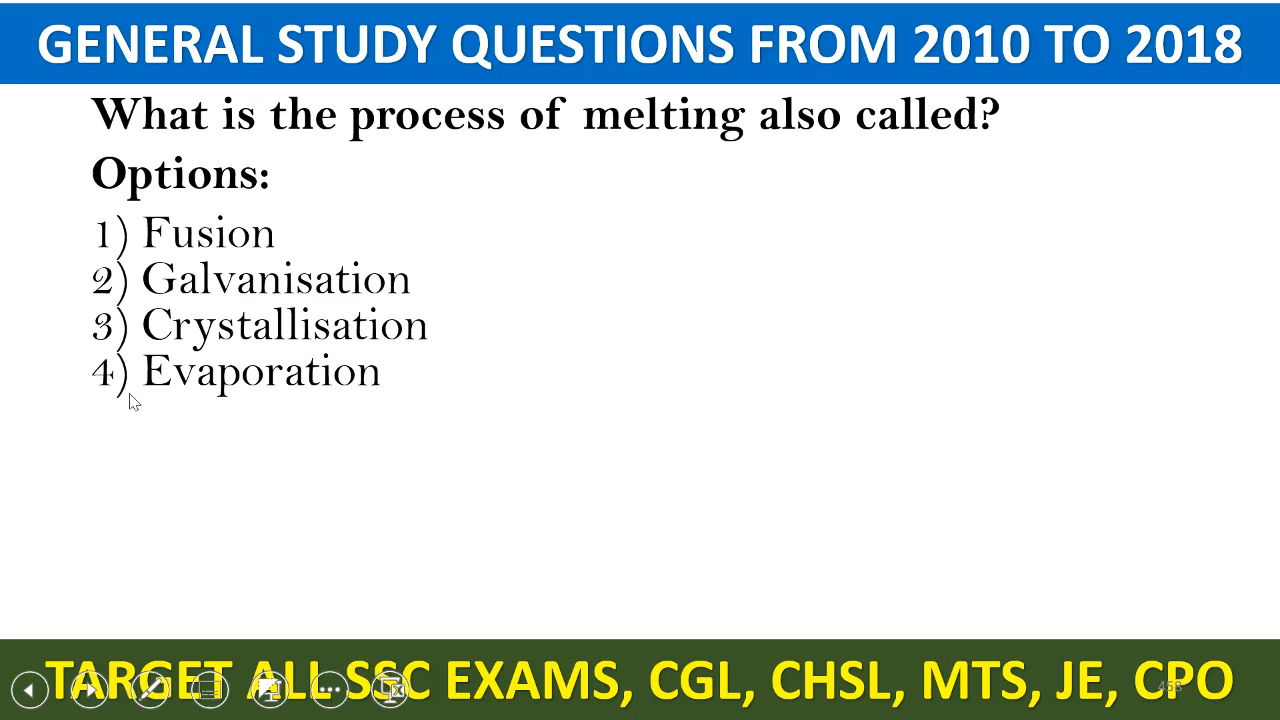 GENERAL STUDY QUESTIONS FROM 2010 TO 2018
What is the process of melting also called?
Options:
1) Fusion
2) Galvanisation
3) Crystallisation
4) Evaporation
TARGET ALL SSC EXAMS, CGL, CHSL, MTS, JE, CPO